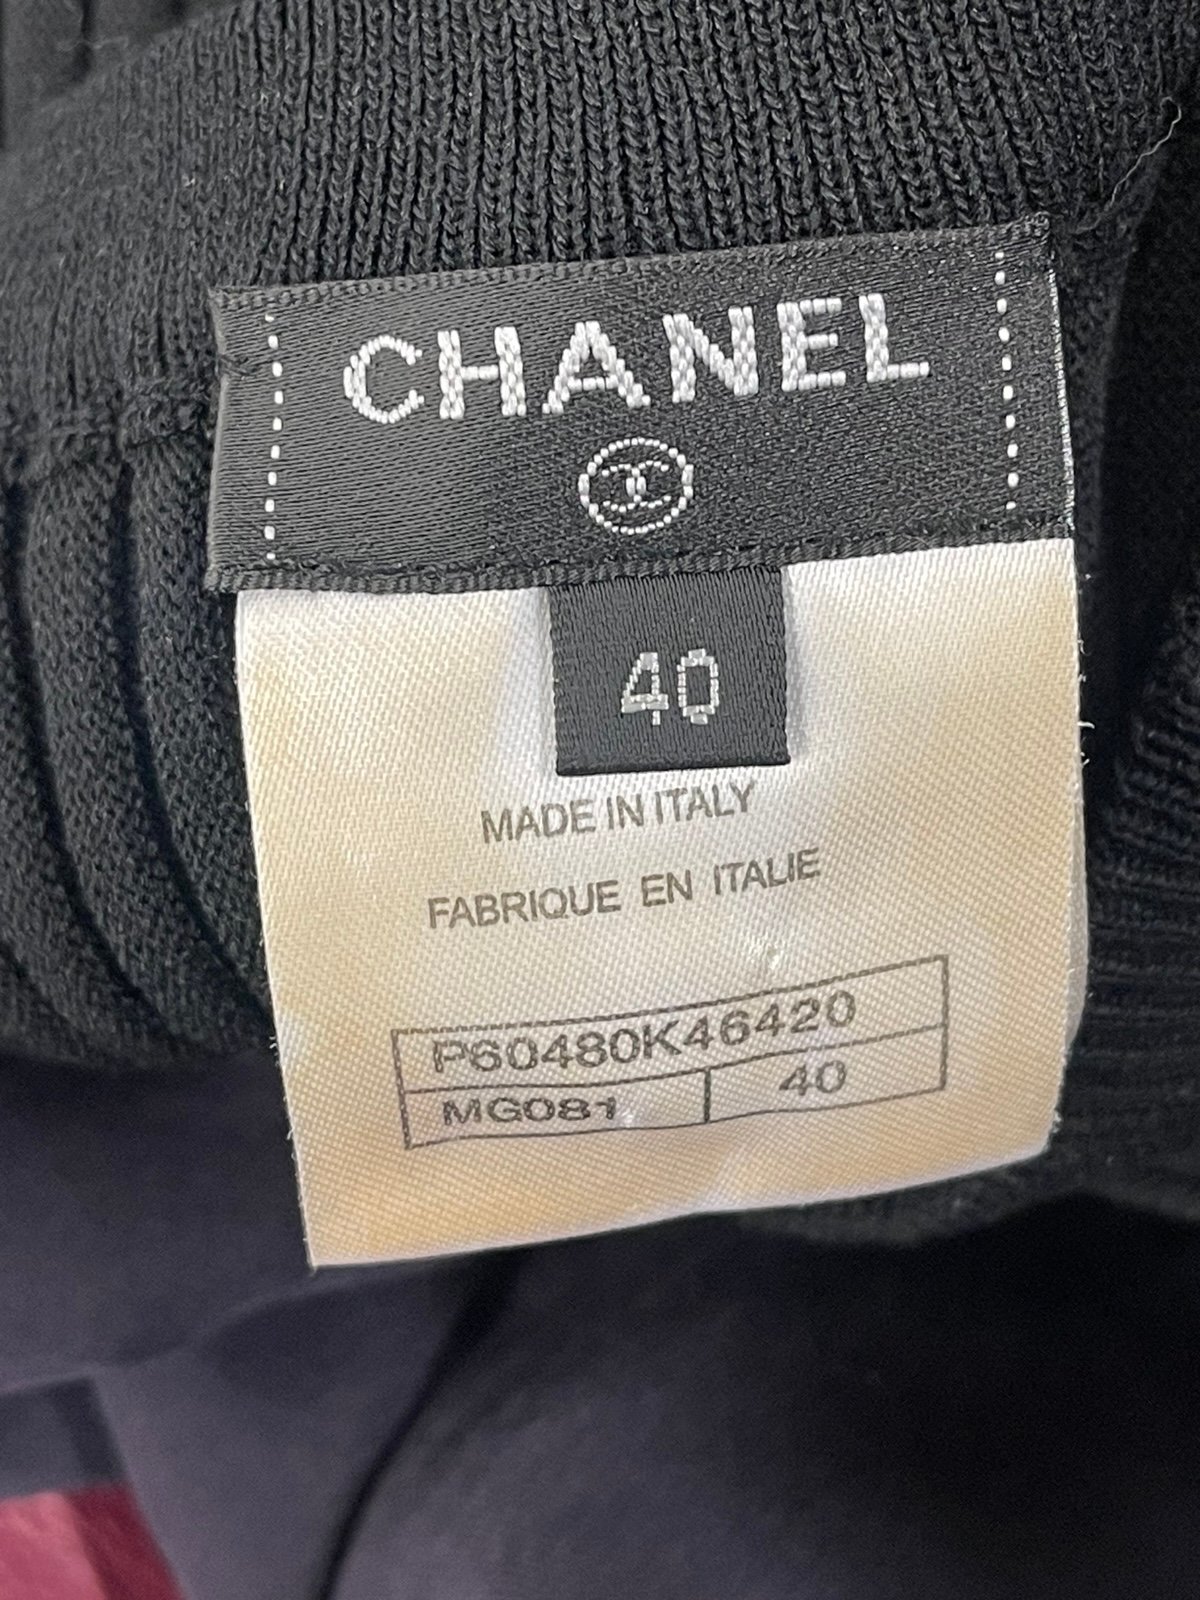 CHANEL
40
MADE IN ITALY
FABRIQUE EN ITALIE
P60480K46420
MG081 40